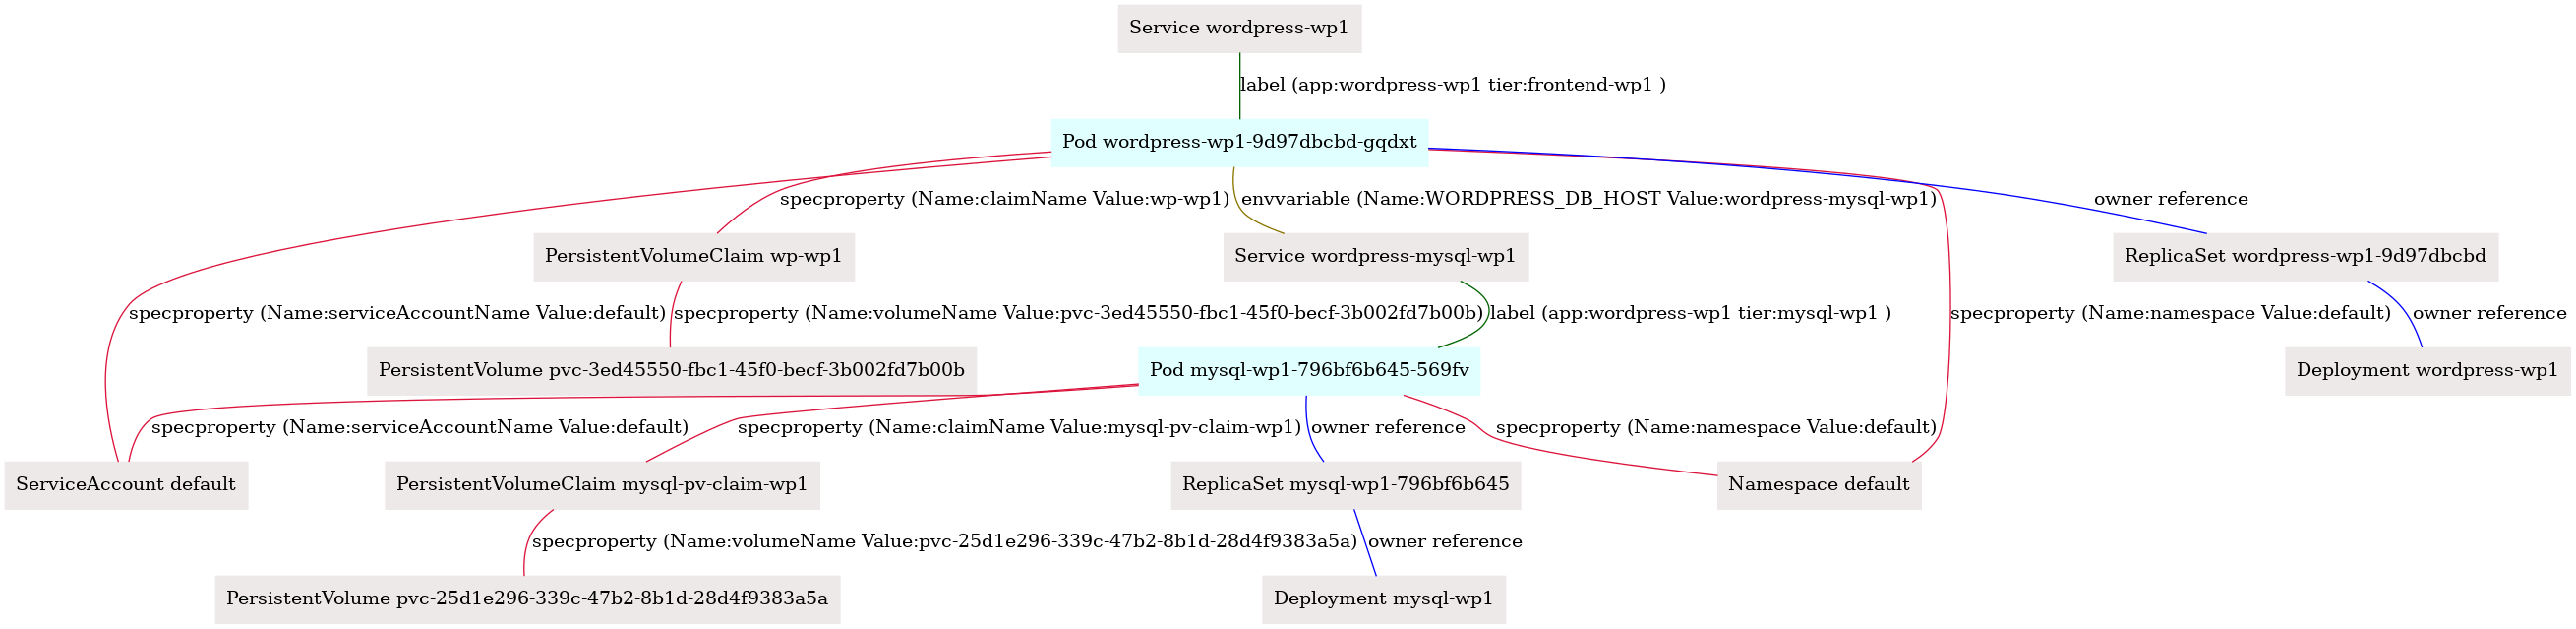 Service wordpress-wp1
label (app:wordpress-wp1 tier:frontend-wp1 )
Pod wordpress-wp1-9d97dbcbd-gqdxt
specproperty (Name:claimName Value:wp-wp1)
envvariable (Name:WORDPRESS_DB_HOST Value:wordpress-mysql-wp1)
owner reference
PersistentVolumeClaim wp-wp1
Service wordpress-mysql-wp1
ReplicaSet wordpress-wp1-9d97dbcbd
specproperty (Name:serviceAccountName Value:default)
specproperty (Name:volumeName Value:pvc-3ed45550-fbc1-45f0-becf-3b002fd7b00b)
label (app:wordpress-wp1 tier:mysql-wp1 )
specproperty (Name:namespace Value:default)
owner reference
PersistentVolume pvc-3ed45550-fbc1-45f0-becf-3b002fd7b00b
Pod mysql-wp1-796bf6b645-569fv
Deployment wordpress-wp1
specproperty (Name:serviceAccountName Value:default)
specproperty (Name:claimName Value:mysql-pv-claim-wp1)
owner reference
specproperty (Name:namespace Value:default)
ServiceAccount default
PersistentVolumeClaim mysql-pv-claim-wp1
ReplicaSet mysql-wp1-796bf6b645
Namespace default
specproperty (Name:volumeName Value:pvc-25d1e296-339c-47b2-8b1d-28d4f9383a5a)
owner reference
PersistentVolume pvc-25d1e296-339c-47b2-8b1d-28d4f9383a5a
Deployment mysql-wp1